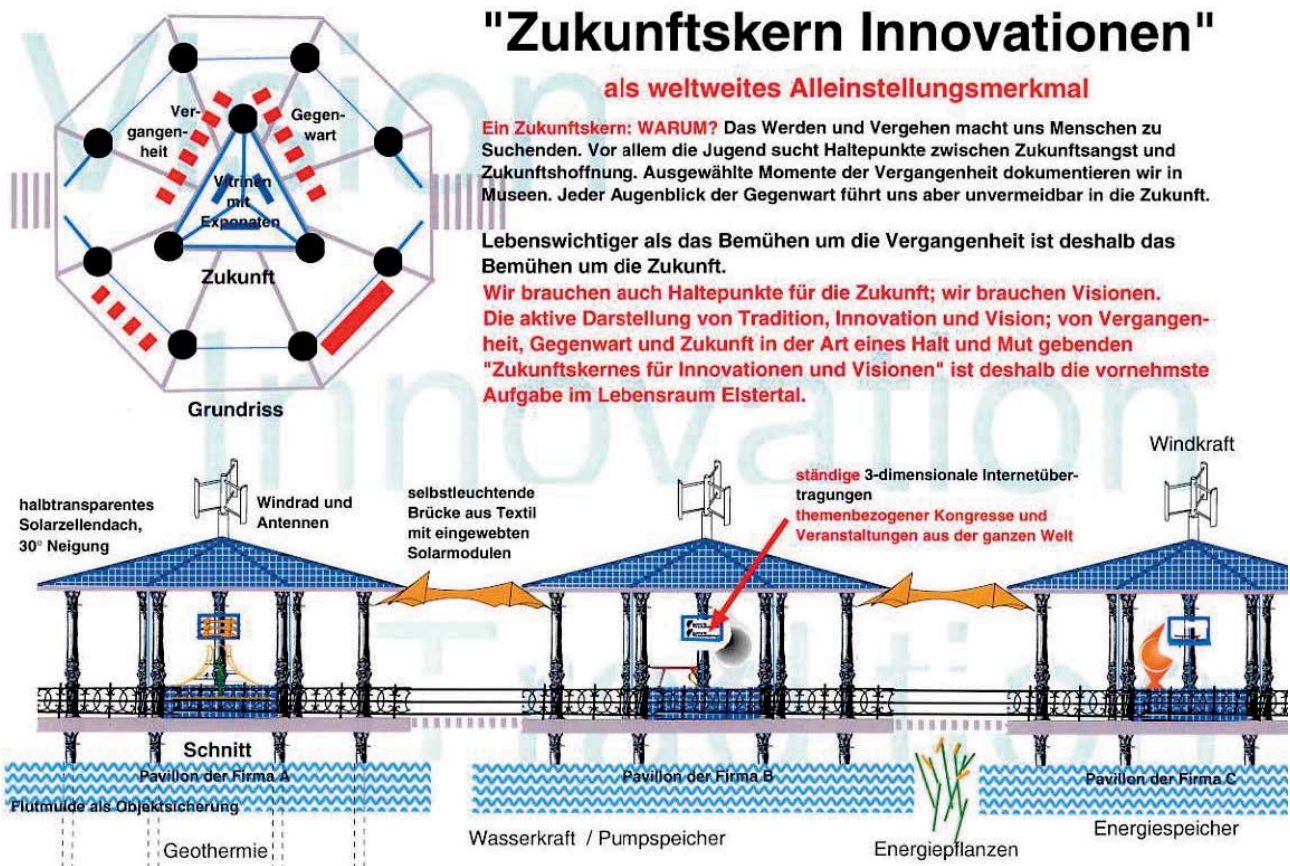 "Zukunftskern Innovationen"
als weltweites Alleinstellungsmerkmal
Ein Zukunftskern: WARUM? Das Werden und Vergehen macht uns Menschen zu
Suchenden. Vor allem die Jugend sucht Haltepunkte zwischen Zukunftsangst und
Zukunftshoffnung. Ausgewählte Momente der Vergangenheit dokumentieren wir in
Museen. Jeder Augenblick der Gegenwart führt uns aber unvermeidbar in die Zukunft.
Lebenswichtiger als das Bemühen um die Vergangenheit ist deshalb das
Bemühen um die Zukunft.
Wir brauchen auch Haltepunkte für die Zukunft; wir brauchen Visionen.
Die aktive Darstellung von Tradition, Innovation und Vision; von Vergangen-
heit, Gegenwart und Zukunft in der Art eines Halt und Mut gebenden
"Zukunftskernes für Innovationen und Visionen" ist deshalb die vornehmste
Aufgabe im Lebensraum Elstertal.
Vision
Innovation
Tradition
Ver-
gangen-
heit
Gegen-
wart
Vitrinen
mit
Exponaten
Zukunft
Grundriss
halbtransparentes
Solarzellendach,
30° Neigung
Windrad und
Antennen
selbstleuchtende
Brücke aus Textil
mit eingewebten
Solarmodulen
ständige 3-dimensionale Internetüber-
tragungen
themenbezogener Kongresse und
Veranstaltungen aus der ganzen Welt
Windkraft
Schnitt
Pavillon der Firma A
Pavillon der Firma B
Pavillon der Firma C
Flutmulde als Objektsicherung
Geothermie
Wasserkraft / Pumpspeicher
Energiepflanzen
Energiespeicher